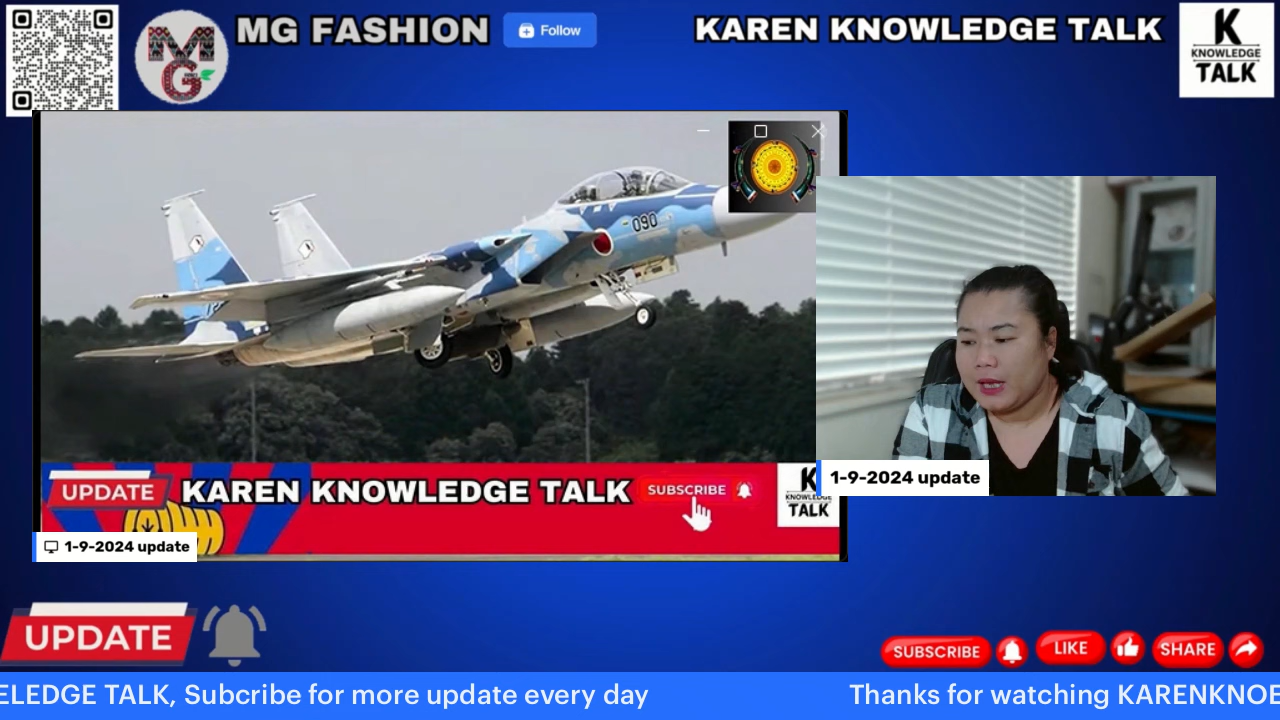 MG FASHION
Follow
KAREN KNOWLEDGE TALK
K
KNOWLEDGE
TALK
MG
090
UPDATE
KAREN KNOWLEDGE TALK
SUBSCRIBE
K
KNOWLEDGE
TALK
1-9-2024 update
1-9-2024 update
UPDATE
SUBSCRIBE
LIKE
SHARE
ELEDGE TALK, Subcribe for more update every day
Thanks for watching KARENKNOE